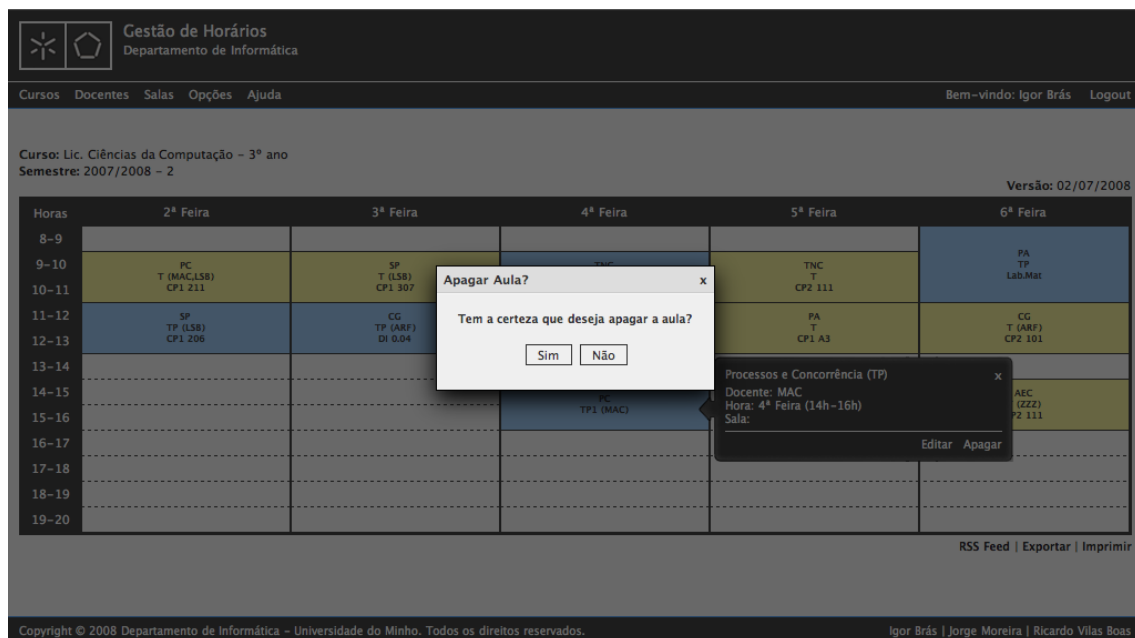 Gestão de Horários
Departamento de Informática
Cursos Docentes Salas Opções Ajuda
Bem-vindo: Igor Brás Logout
Curso: Lic. Ciências da Computação - 3º ano
Semestre: 2007/2008 - 2
Versão: 02/07/2008
Horas 2ª Feira 3ª Feira 4ª Feira 5ª Feira 6ª Feira
8-9
9-10
10-11
11-12
12-13
13-14
14-15
15-16
16-17
17-18
18-19
19-20
PC
T (MAC,LSB)
CP1 211
SP
TP (LSB)
CP1 206
SP
T (LSB)
CP1 307
CG
TP (ARF)
DI 0.04
TNC
PC
TP1 (MAC)
TNC
T
CP2 111
PA
T
CP1 A3
PA
TP
Lab.Mat
CG
T (ARF)
CP2 101
AEC
(ZZZ)
P2 111
Apagar Aula? x
Tem a certeza que deseja apagar a aula?
Sim Não
Processos e Concorrência (TP) x
Docente: MAC
Hora: 4ª Feira (14h-16h)
Sala:
Editar Apagar
RSS Feed | Exportar | Imprimir
Copyright © 2008 Departamento de Informática - Universidade do Minho. Todos os direitos reservados.
Igor Brás | Jorge Moreira | Ricardo Vilas Boas